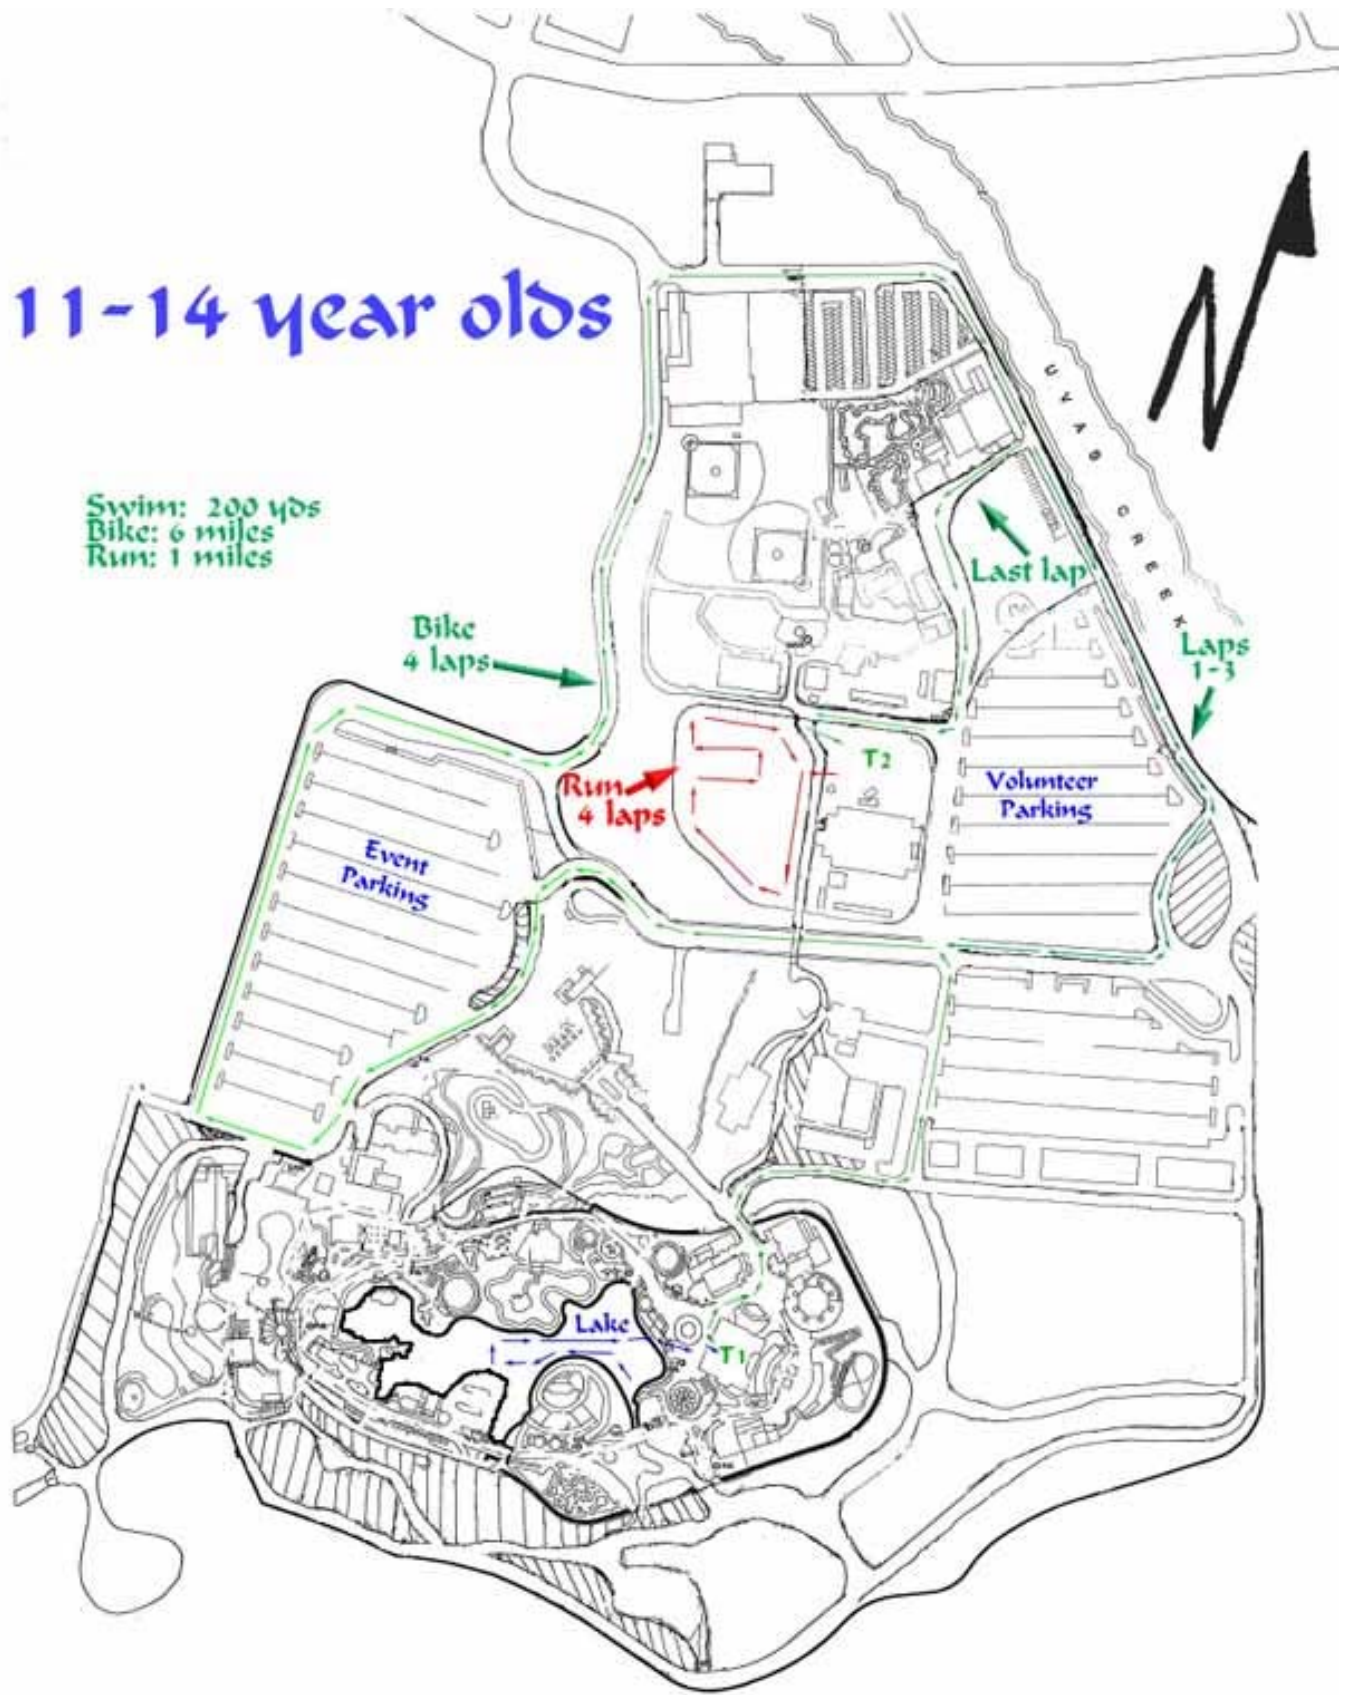 11-14 year olds
UVAS CREEK
Swim: 200 yds
Bike: 6 miles
Run: 1 miles
Last lap
Bike
4 laps
Laps
1-3
T2
Run
4 laps
Volunteer
Parking
Event
Parking
Lake
T1